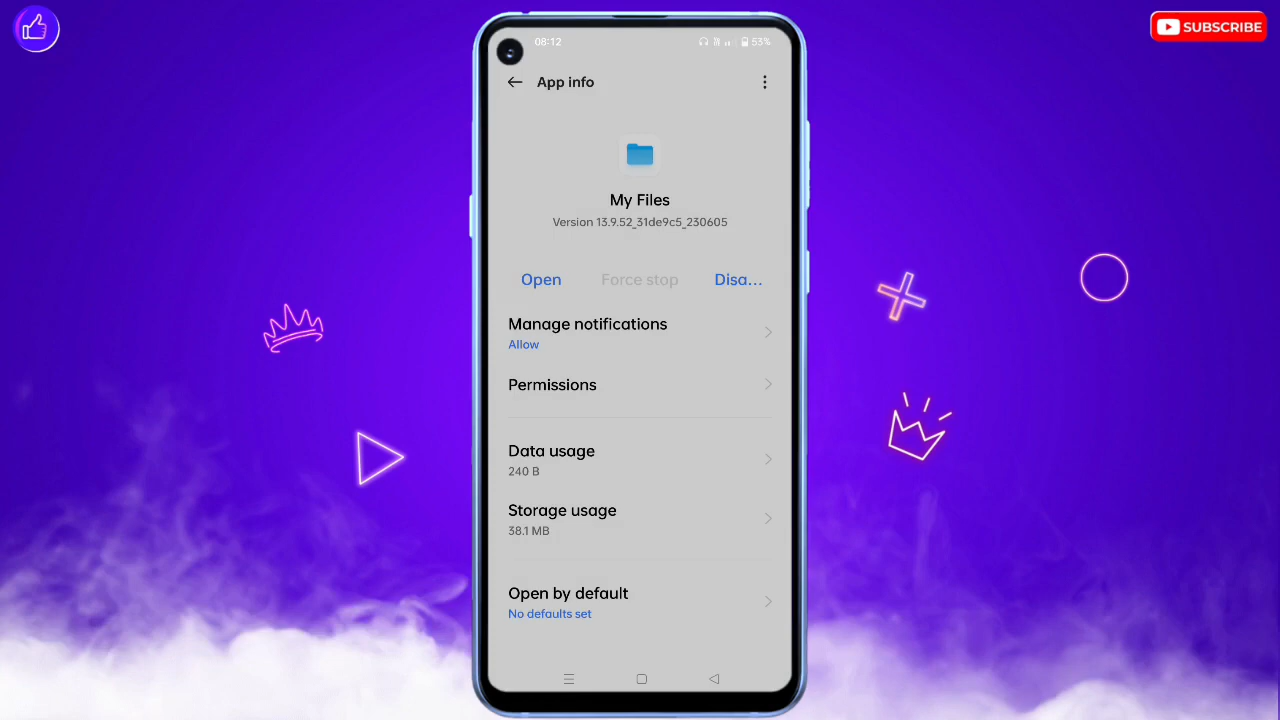 SUBSCRIBE
08:12
53%
App info
My Files
Version 13.9.52_31de9c5_230605
Open Force stop Disa...
Manage notifications
Allow
Permissions
Data usage
240 B
Storage usage
38.1 MB
Open by default
No defaults set